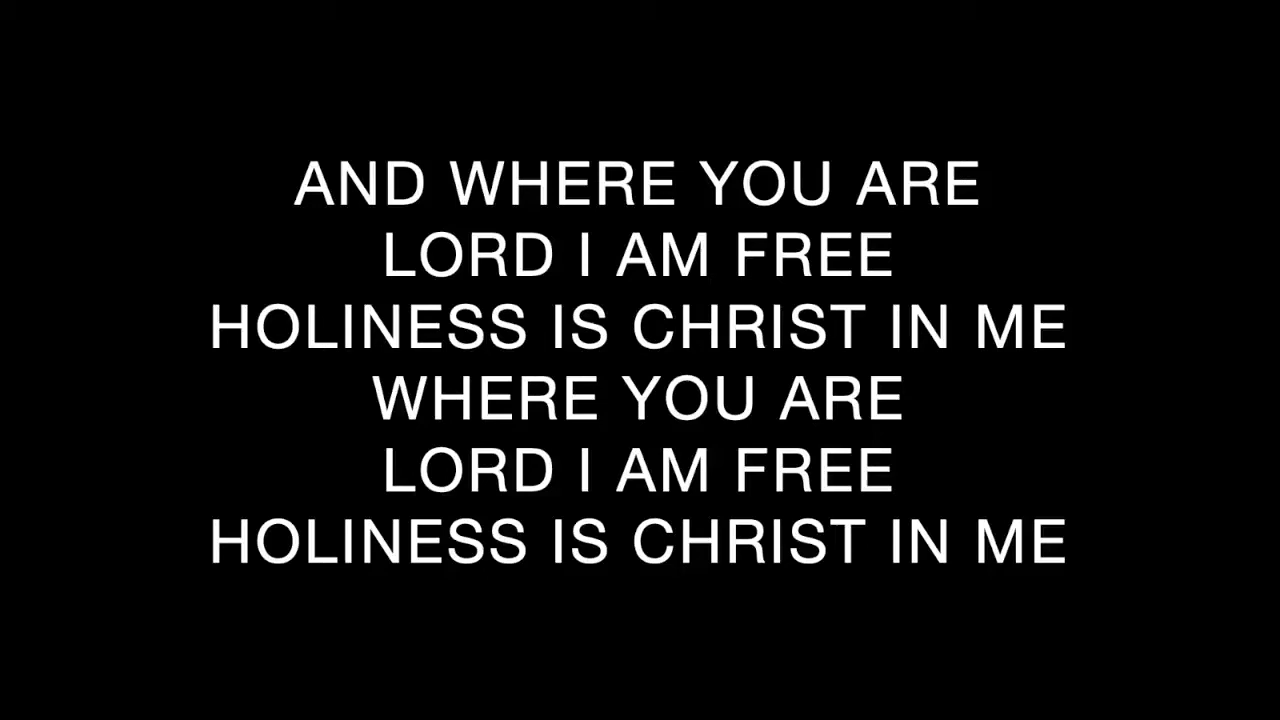 AND WHERE YOU ARE
LORD I AM FREE
HOLINESS IS CHRIST IN ME
WHERE YOU ARE
LORD I AM FREE
HOLINESS IS CHRIST IN ME